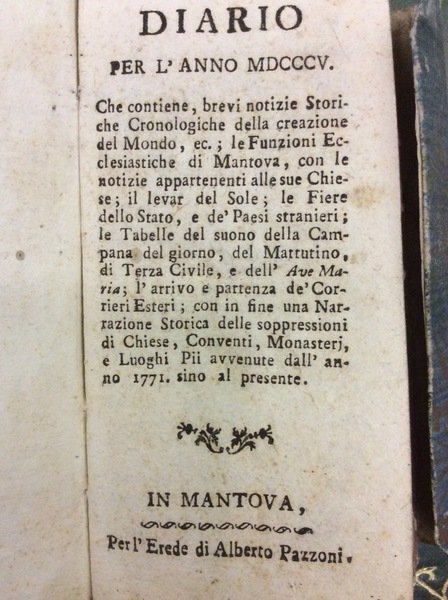 DIARIO
PER L' ANNO MDCCCV.
Che contiene, brevi notizie Stori-
che Cronologiche della creazione
del Mondo, ec.; le Funzioni Ec-
clesiastiche di Mantova, con le
notizie appartenenti alle sue Chie-
se; il levar del Sole; le Fiere
dello Stato, e de' Paesi stranieri;
le Tabelle del suono della Cam-
pana del giorno, del Mattutino,
di Terza Civile, e dell' Ave Ma-
ria; l' arrivo e partenza de' Cor-
rieri Esteri; con in fine una Nar-
razione Storica delle soppressioni
di Chiese, Conventi, Monasterj,
e Luoghi Pii avvenute dall' an-
no 1771. sino al presente.
IN MANTOVA,
Per l' Erede di Alberto Pazzoni.